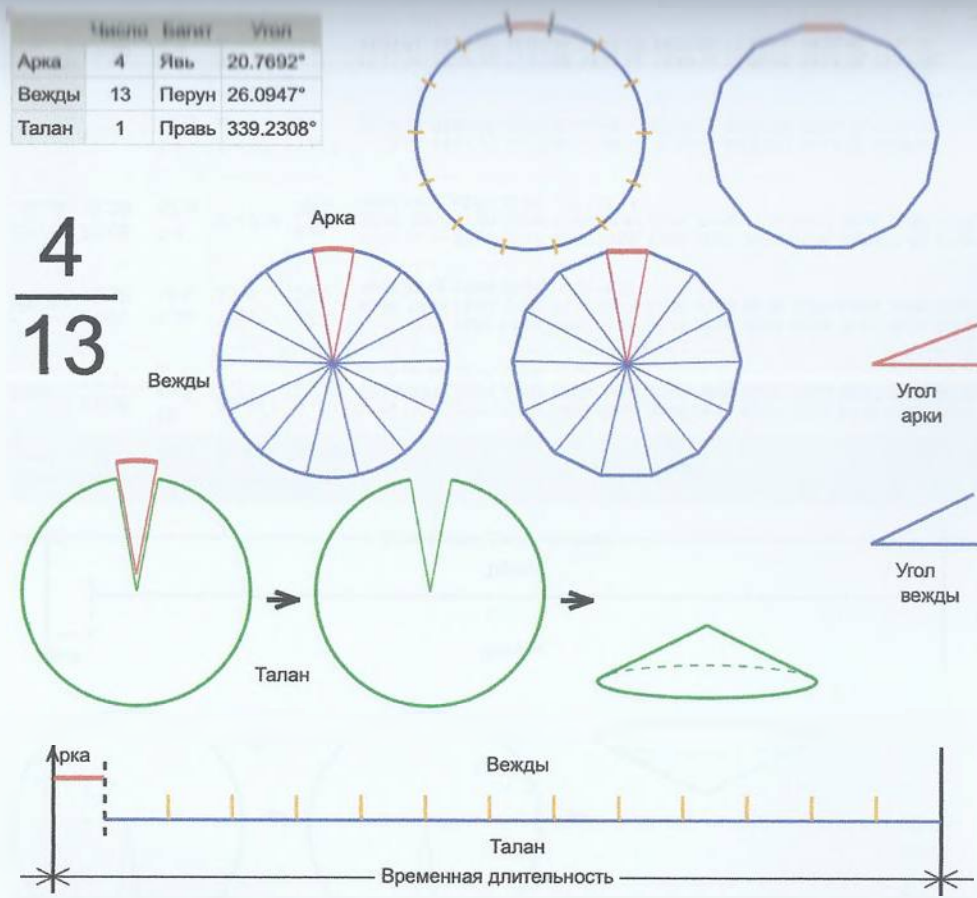 Число Багит Угол
Арка 4 Явь 20.7692°
Вежды 13 Перун 26.0947°
Талан 1 Правь 339.2308°
4
13
Арка
Вежды
Угол
арки
Угол
вежды
Талан
Арка
Вежды
Талан
Временная длительность